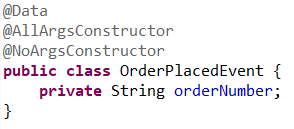 @Data
@AllArgsConstructor
@NoArgsConstructor
public class OrderPlacedEvent {
    private String orderNumber;
}